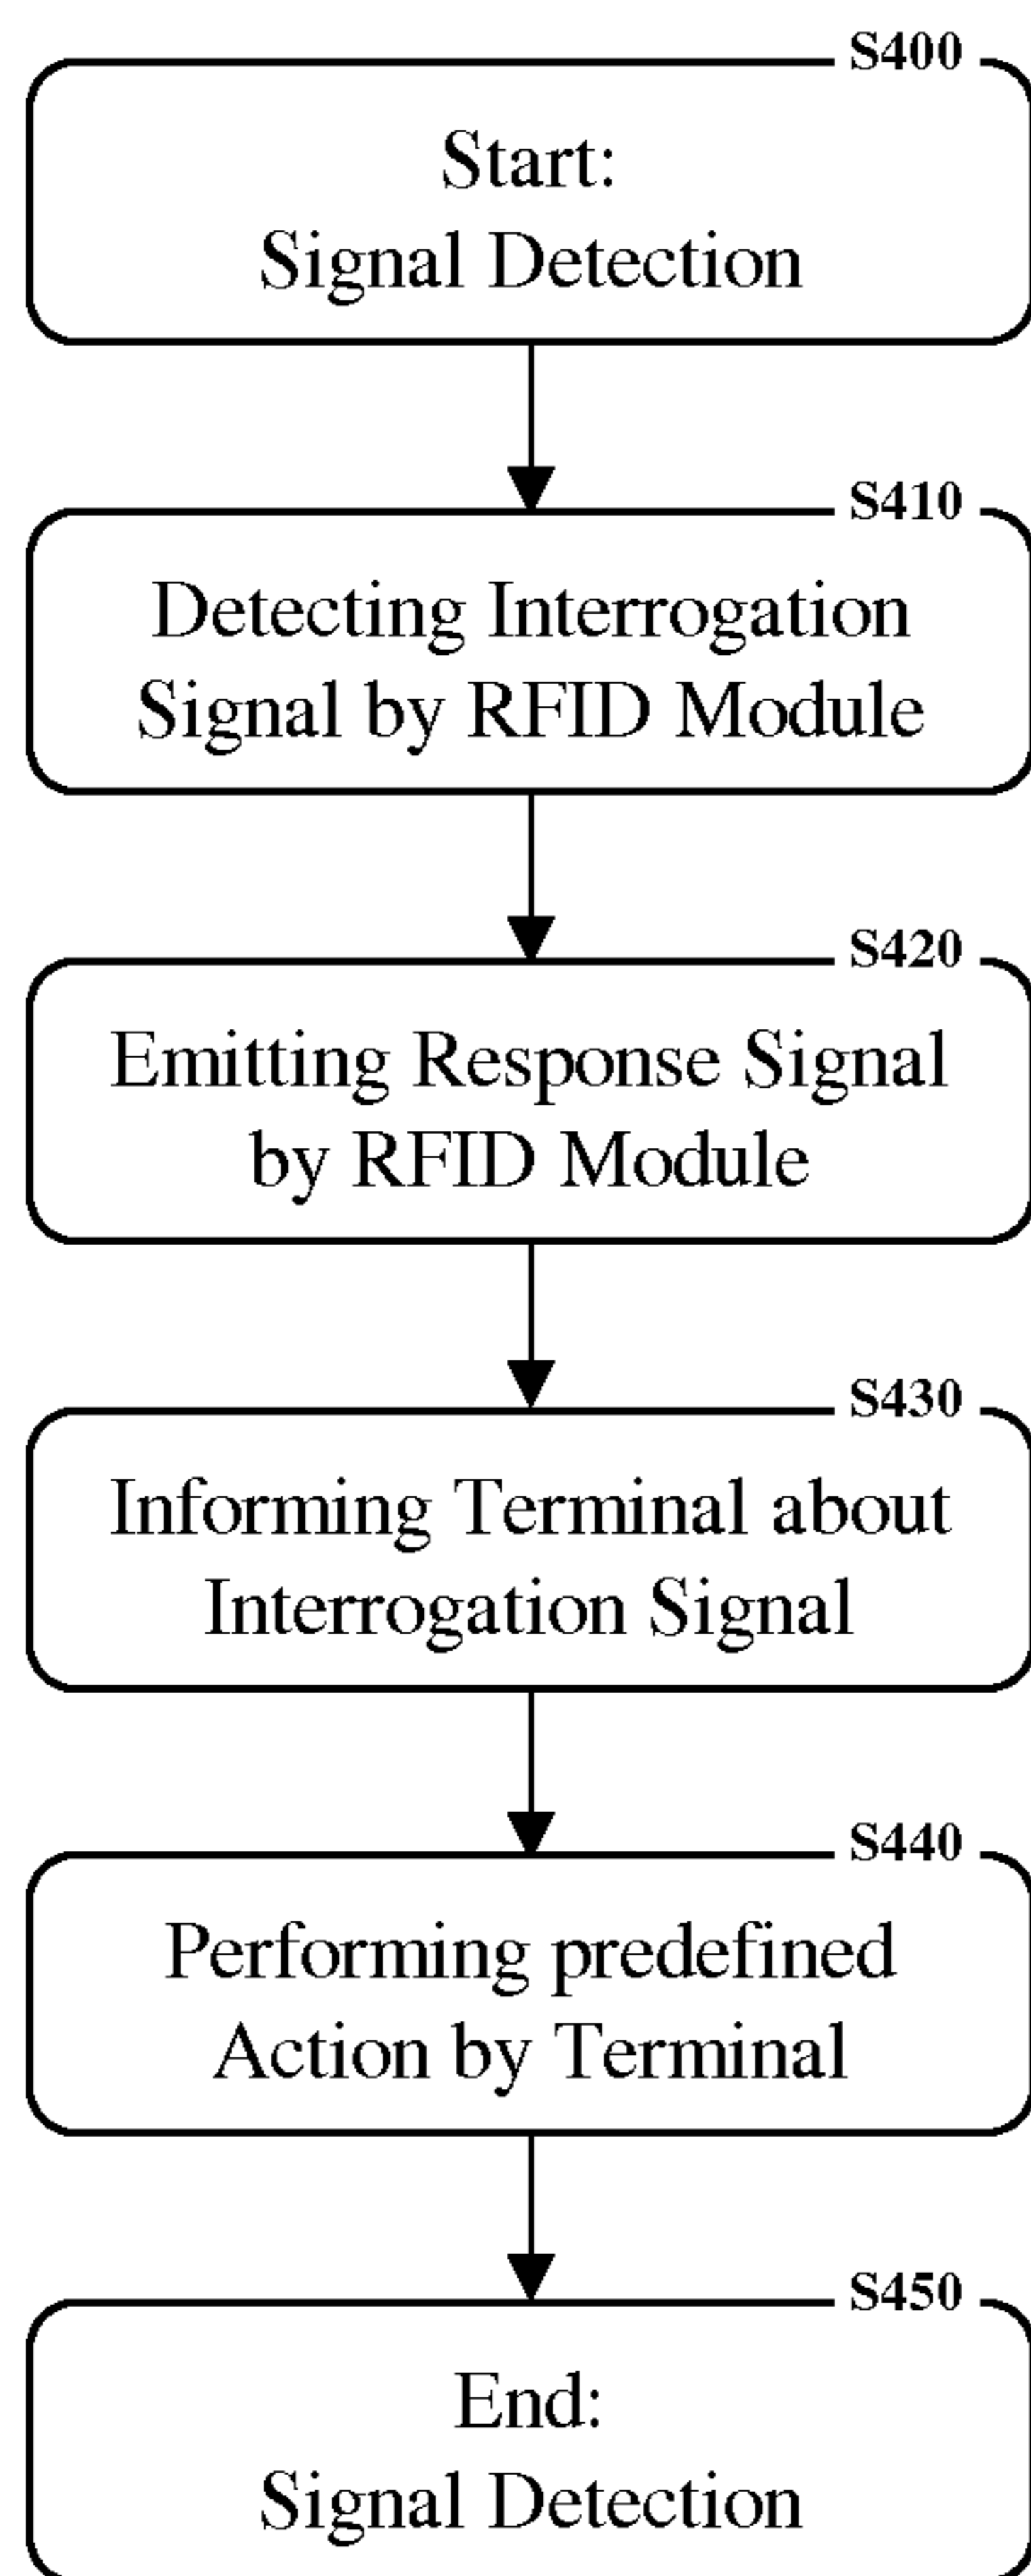 S400
Start:
Signal Detection
S410
Detecting Interrogation
Signal by RFID Module
S420
Emitting Response Signal
by RFID Module
S430
Informing Terminal about
Interrogation Signal
S440
Performing predefined
Action by Terminal
S450
End:
Signal Detection